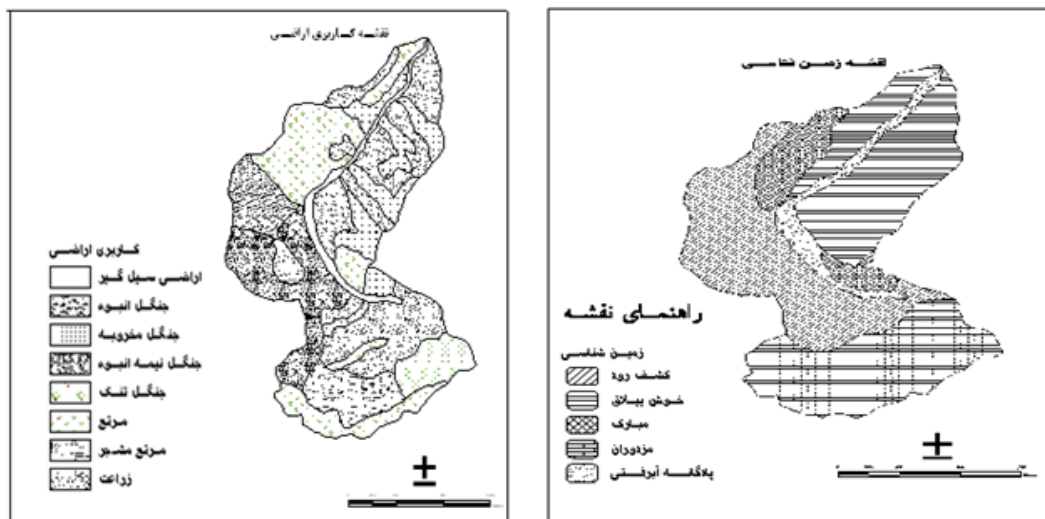 نقشه کاربری اراضی
کاربری اراضی
اراضی سیل گیر
جنگل انبوه
جنگل مخروبه
جنگل نیمه انبوه
جنگل تنک
مرتع
مرتع مشجر
زراعت
نقشه زمین شناسی
راهنمای نقشه
زمین شناسی
کشف رود
خوش ییلاق
مبارک
مزدوران
پادگانه آبرفتی